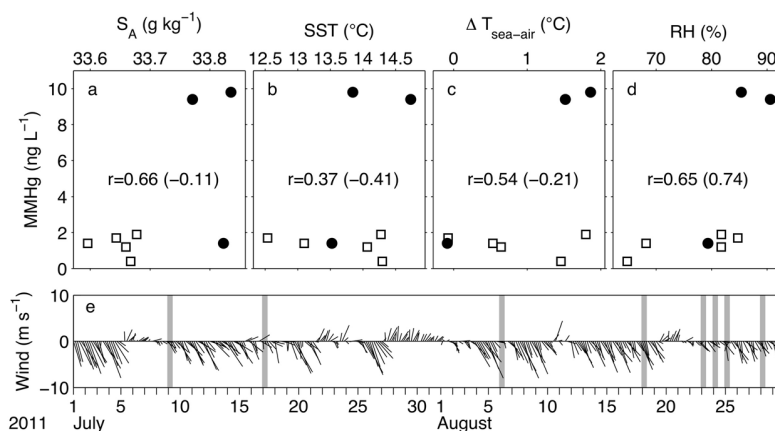 S_A (g kg⁻¹) SST (°C) Δ T_sea−air (°C) RH (%)
33.6 33.7 33.8 12.5 13 13.5 14 14.5 0 1 2 70 80 90
10 a b c d
8
6
r=0.66 (−0.11) r=0.37 (−0.41) r=0.54 (−0.21) r=0.65 (0.74)
4
2
0
MMHg (ng L⁻¹)
10 e
0
−10
Wind (m s⁻¹)
1 5 10 15 20 25 30 1 5 10 15 20 25
2011 July August